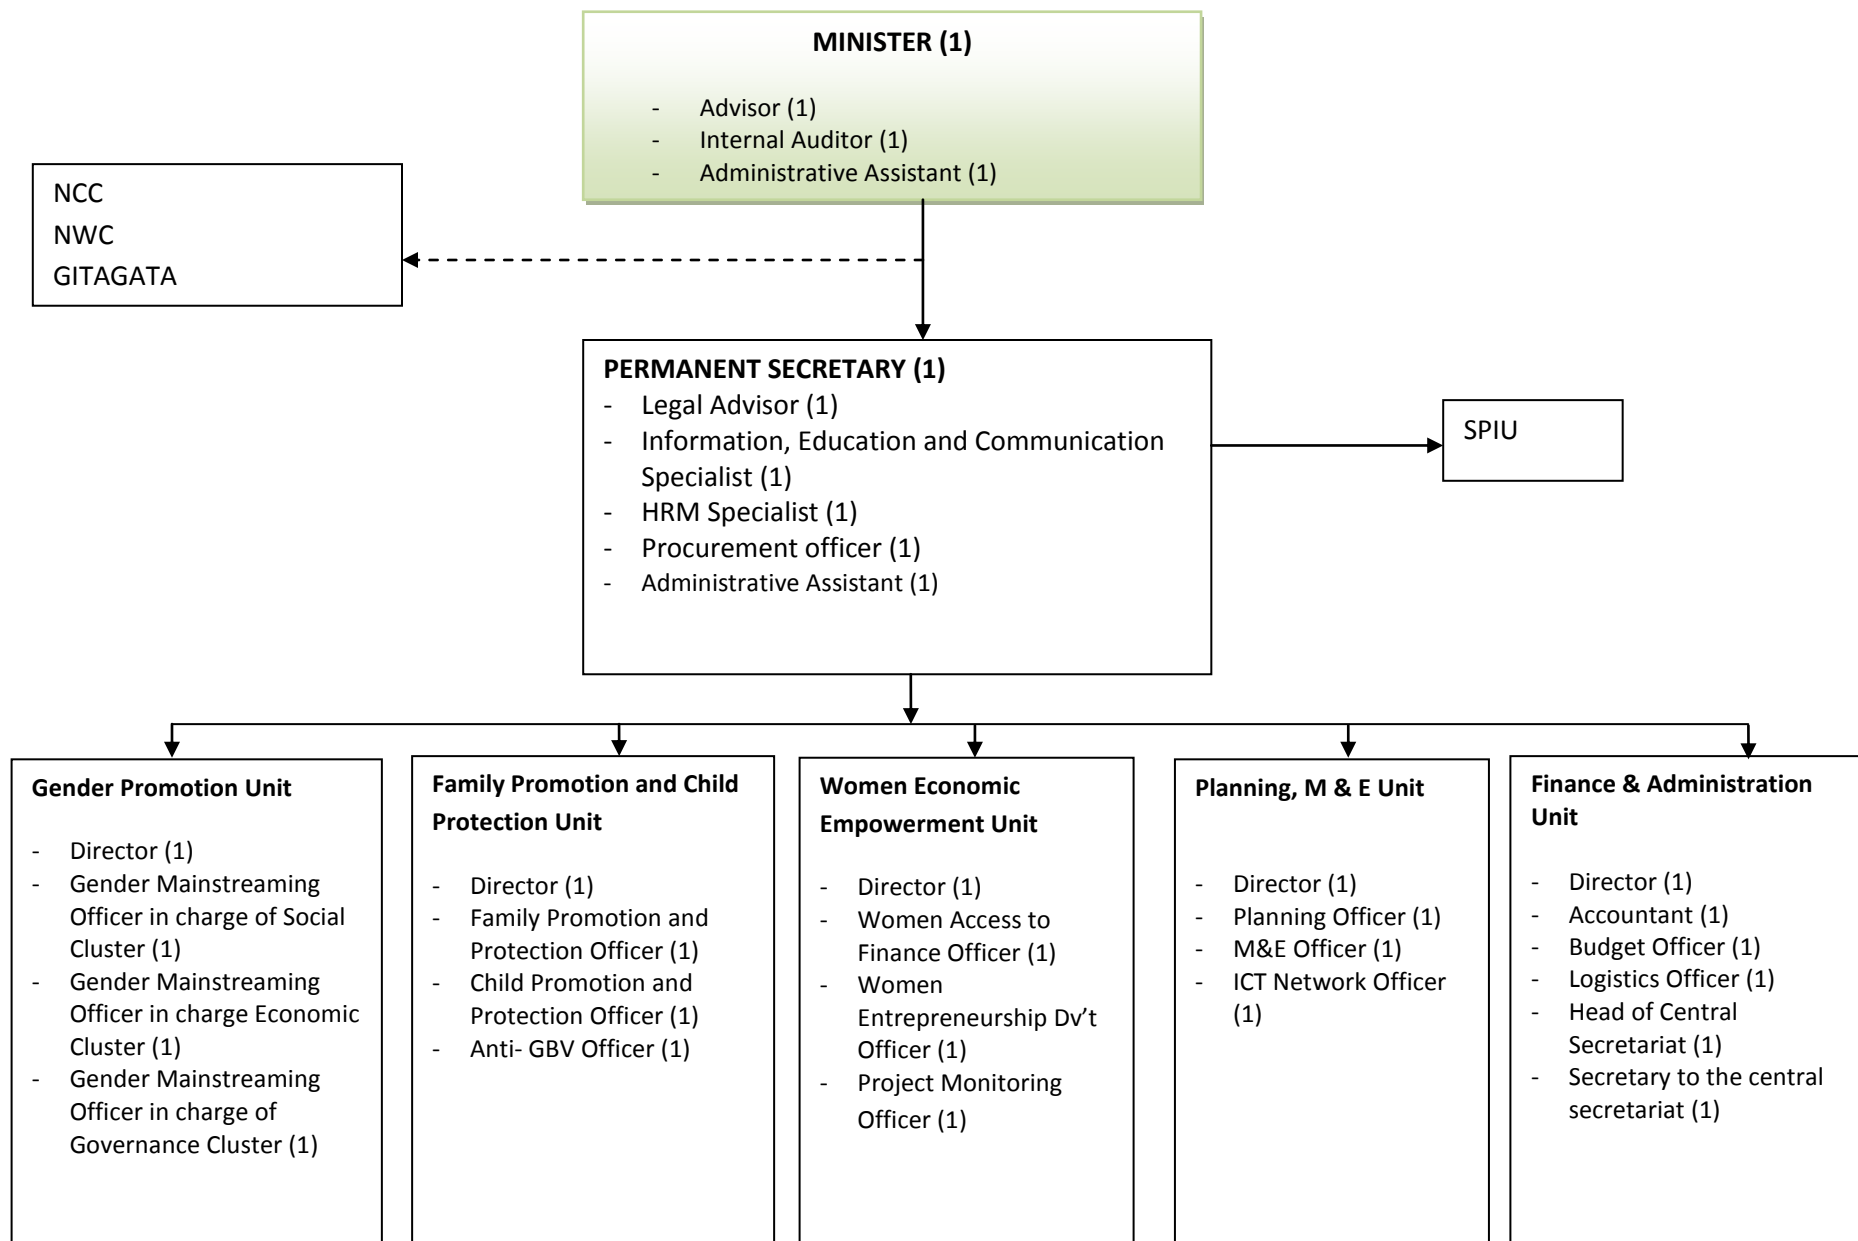 MINISTER (1)
- Advisor (1)
- Internal Auditor (1)
- Administrative Assistant (1)
NCC
NWC
GITAGATA
PERMANENT SECRETARY (1)
- Legal Advisor (1)
- Information, Education and Communication
Specialist (1)
- HRM Specialist (1)
- Procurement officer (1)
- Administrative Assistant (1)
SPIU
Gender Promotion Unit
- Director (1)
- Gender Mainstreaming
Officer in charge of Social
Cluster (1)
- Gender Mainstreaming
Officer in charge Economic
Cluster (1)
- Gender Mainstreaming
Officer in charge of
Governance Cluster (1)
Family Promotion and Child
Protection Unit
- Director (1)
- Family Promotion and
Protection Officer (1)
- Child Promotion and
Protection Officer (1)
- Anti- GBV Officer (1)
Women Economic
Empowerment Unit
- Director (1)
- Women Access to
Finance Officer (1)
- Women
Entrepreneurship Dv’t
Officer (1)
- Project Monitoring
Officer (1)
Planning, M & E Unit
- Director (1)
- Planning Officer (1)
- M&E Officer (1)
- ICT Network Officer
(1)
Finance & Administration
Unit
- Director (1)
- Accountant (1)
- Budget Officer (1)
- Logistics Officer (1)
- Head of Central
Secretariat (1)
- Secretary to the central
secretariat (1)